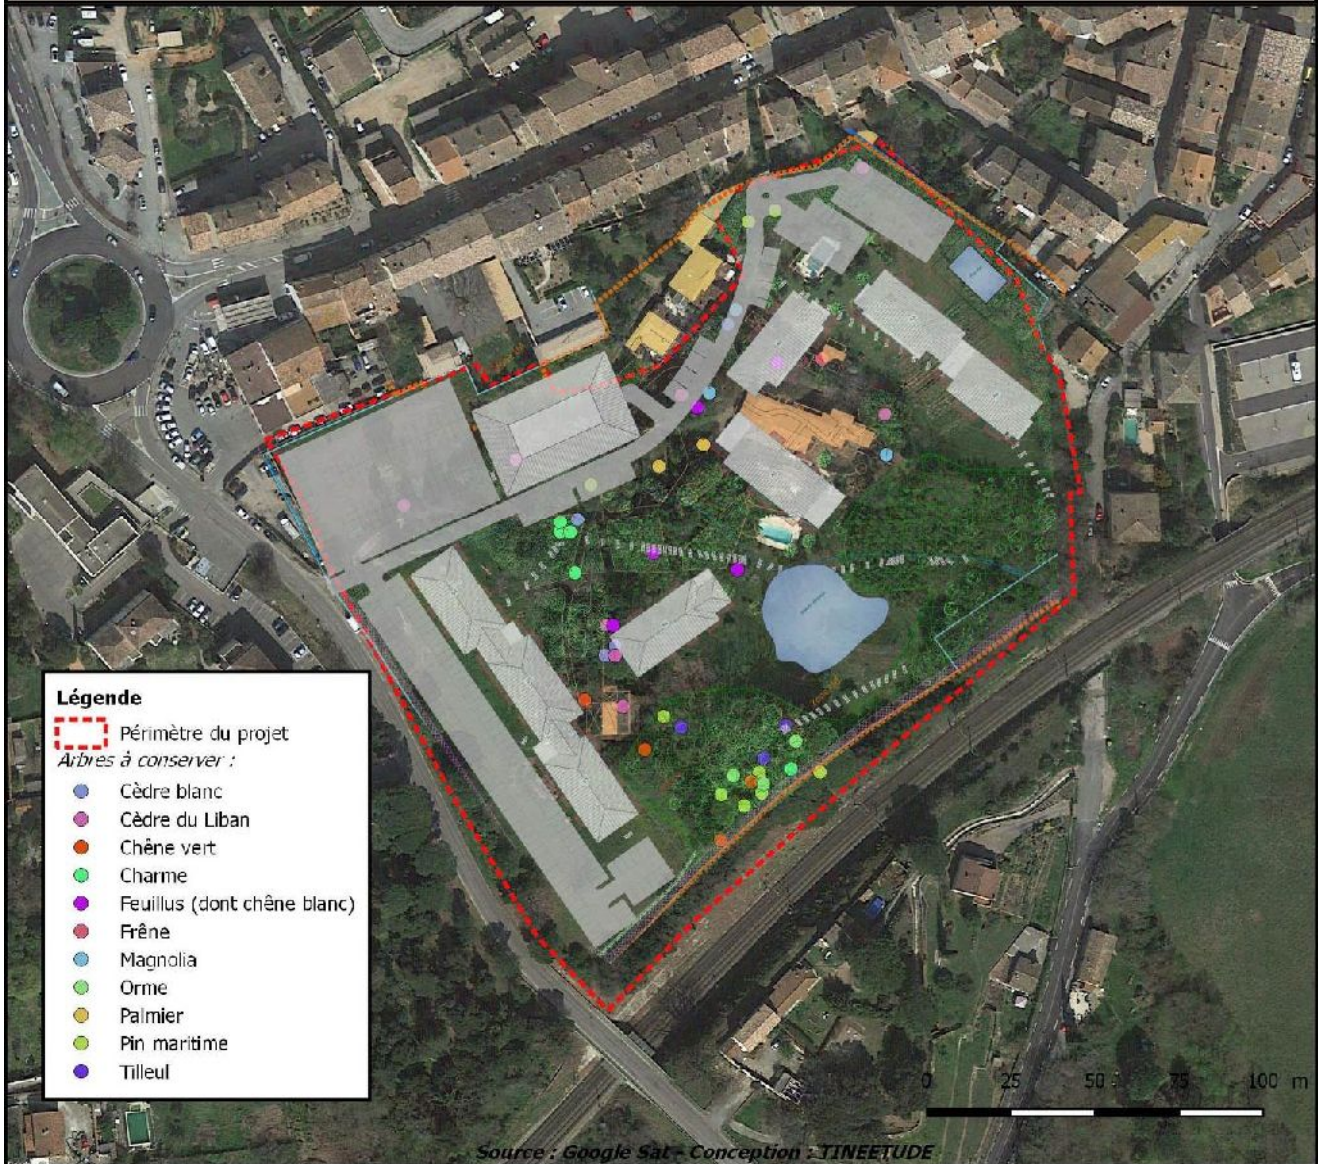 Légende
Périmètre du projet
Arbres à conserver :
Cèdre blanc
Cèdre du Liban
Chêne vert
Charme
Feuillus (dont chêne blanc)
Frêne
Magnolia
Orme
Palmier
Pin maritime
Tilleul
0 25 50 75 100 m
Source : Google Sat - Conception : TINEETUDE